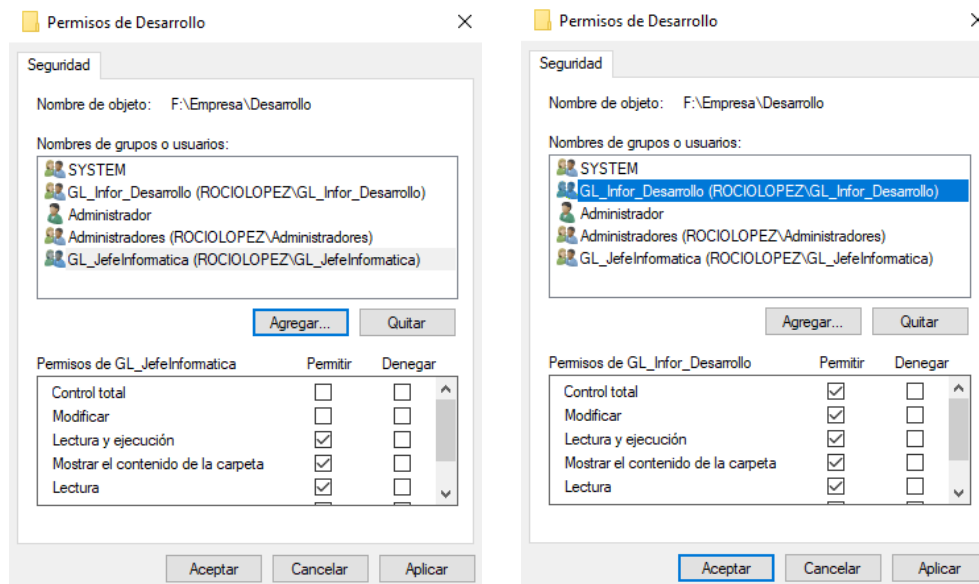 Permisos de Desarrollo
Seguridad
Nombre de objeto: F:\Empresa\Desarrollo
Nombres de grupos o usuarios:
SYSTEM
GL_Infor_Desarrollo (ROCIOLOPEZ\GL_Infor_Desarrollo)
Administrador
Administradores (ROCIOLOPEZ\Administradores)
GL_JefeInformatica (ROCIOLOPEZ\GL_JefeInformatica)
Agregar... Quitar
Permisos de GL_JefeInformatica Permitir Denegar
Control total
Modificar
Lectura y ejecución
Mostrar el contenido de la carpeta
Lectura
Aceptar Cancelar Aplicar
Permisos de Desarrollo
Seguridad
Nombre de objeto: F:\Empresa\Desarrollo
Nombres de grupos o usuarios:
SYSTEM
GL_Infor_Desarrollo (ROCIOLOPEZ\GL_Infor_Desarrollo)
Administrador
Administradores (ROCIOLOPEZ\Administradores)
GL_JefeInformatica (ROCIOLOPEZ\GL_JefeInformatica)
Agregar... Quitar
Permisos de GL_Infor_Desarrollo Permitir Denegar
Control total
Modificar
Lectura y ejecución
Mostrar el contenido de la carpeta
Lectura
Aceptar Cancelar Aplicar